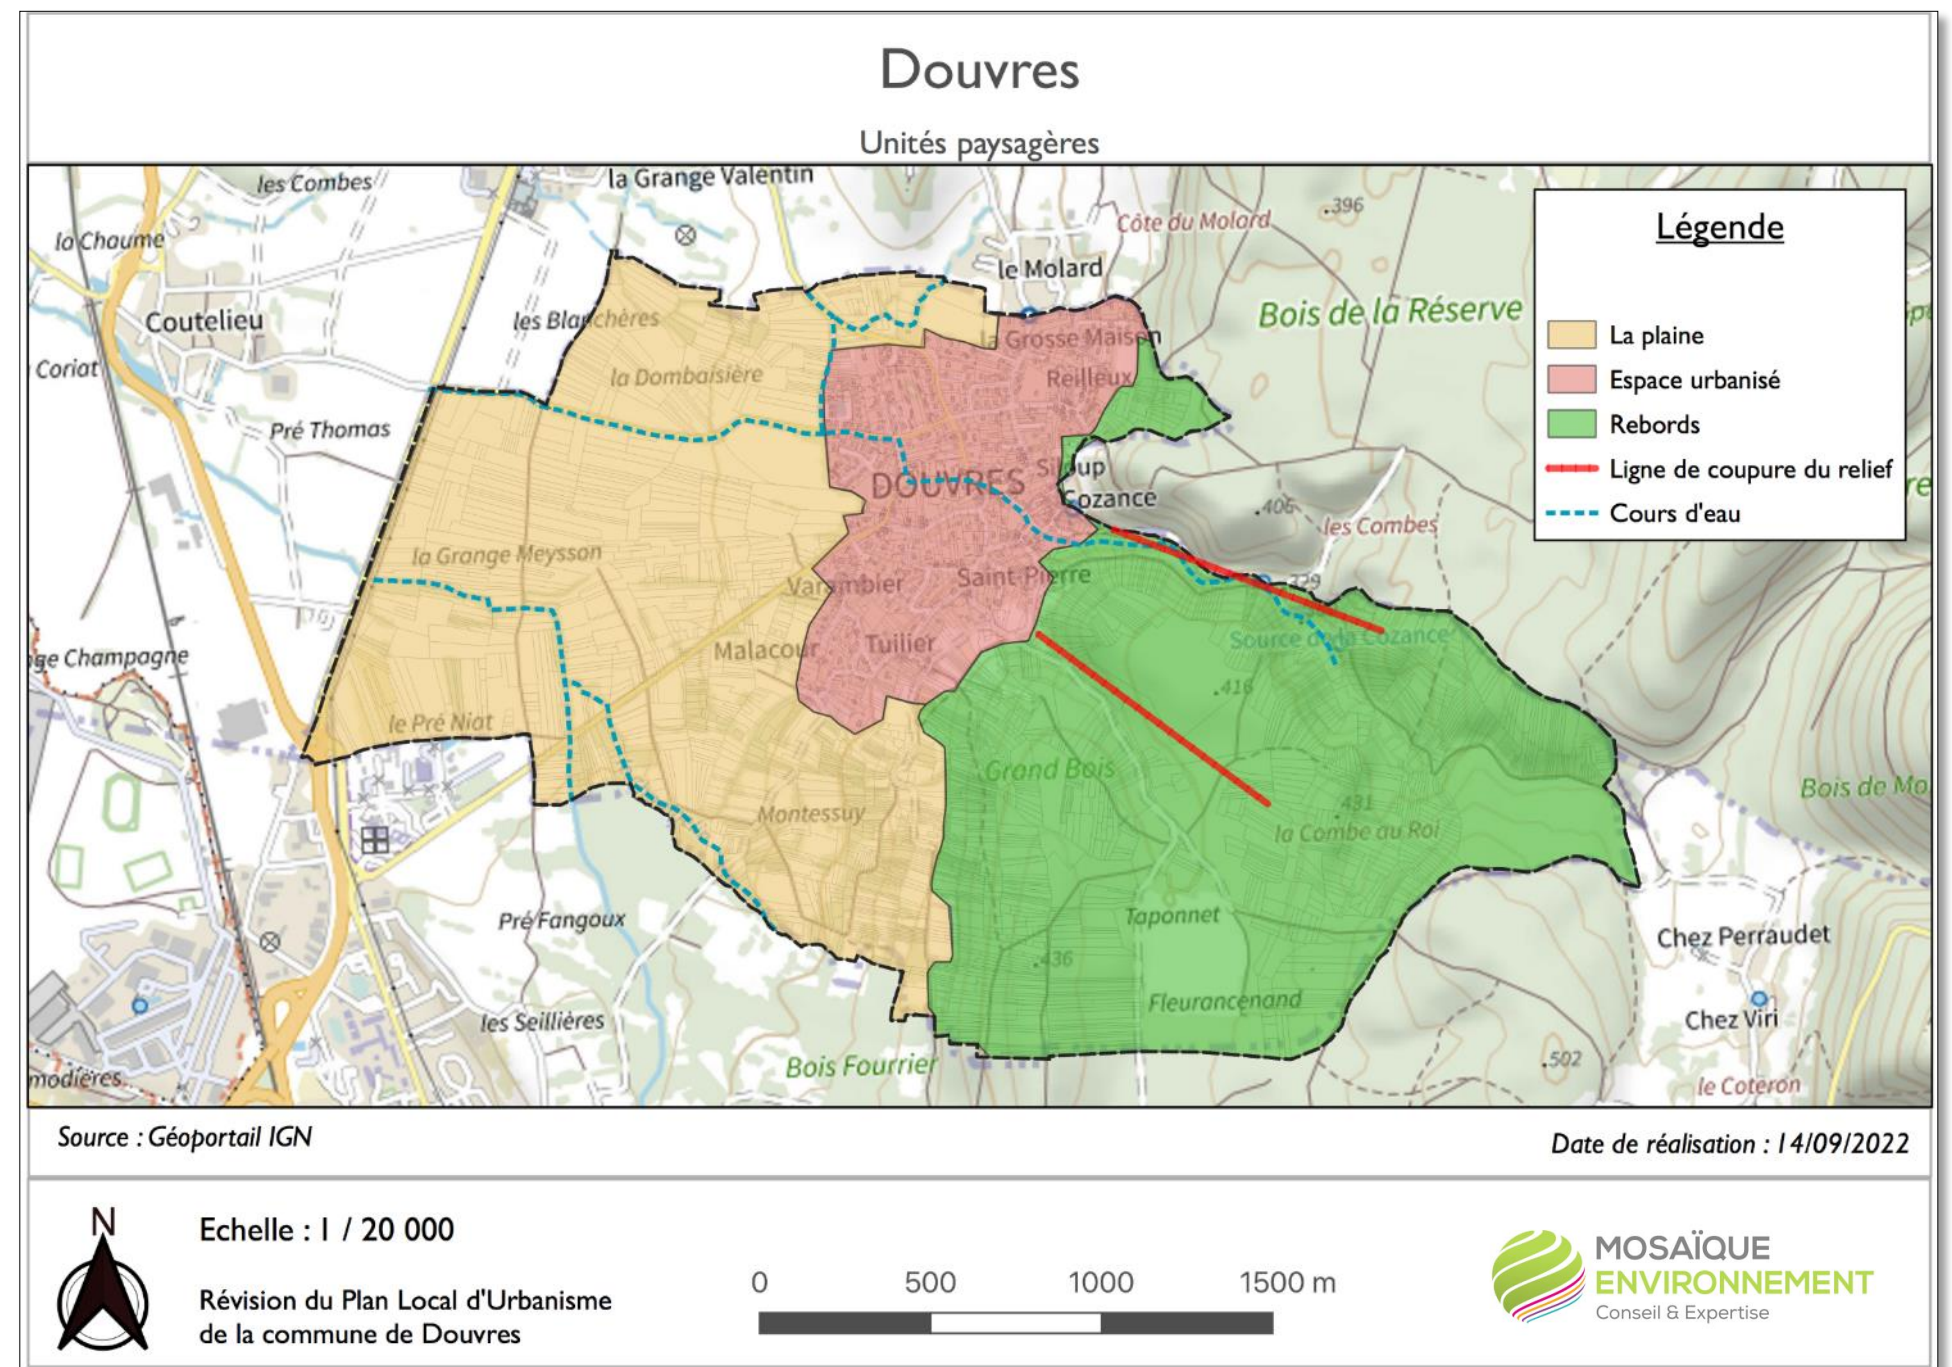 Douvres
Unités paysagères
les Combes
la Grange Valentin
Côte du Molard
.396
la Chaume
le Molard
Légende
Coutelieu
les Blanchères
Bois de la Réserve
la Grosse Maison
La plaine
Coriat
la Dombaisière
Reilleux
Espace urbanisé
Pré Thomas
Rebords
DOUVRES
Ligne de coupure du relief
Cozance
.406
les Combes
Cours d'eau
la Grange Meysson
Varambier
Saint-Pierre
329
Malacour
Tuilier
Source de la Cozance
ge Champagne
.416
le Pré Niat
Grand Bois
.431
Bois de Mo
Montessuy
la Combe au Roi
Pré Fangoux
Taponnet
Chez Perraudet
.436
Fleurancenand
les Seillières
Chez Viri
Bois Fourrier
.502
modières
le Coteron
Source : Géoportail IGN
Date de réalisation : 14/09/2022
N
Echelle : 1 / 20 000
Révision du Plan Local d'Urbanisme
de la commune de Douvres
0 500 1000 1500 m
MOSAÏQUE
ENVIRONNEMENT
Conseil & Expertise